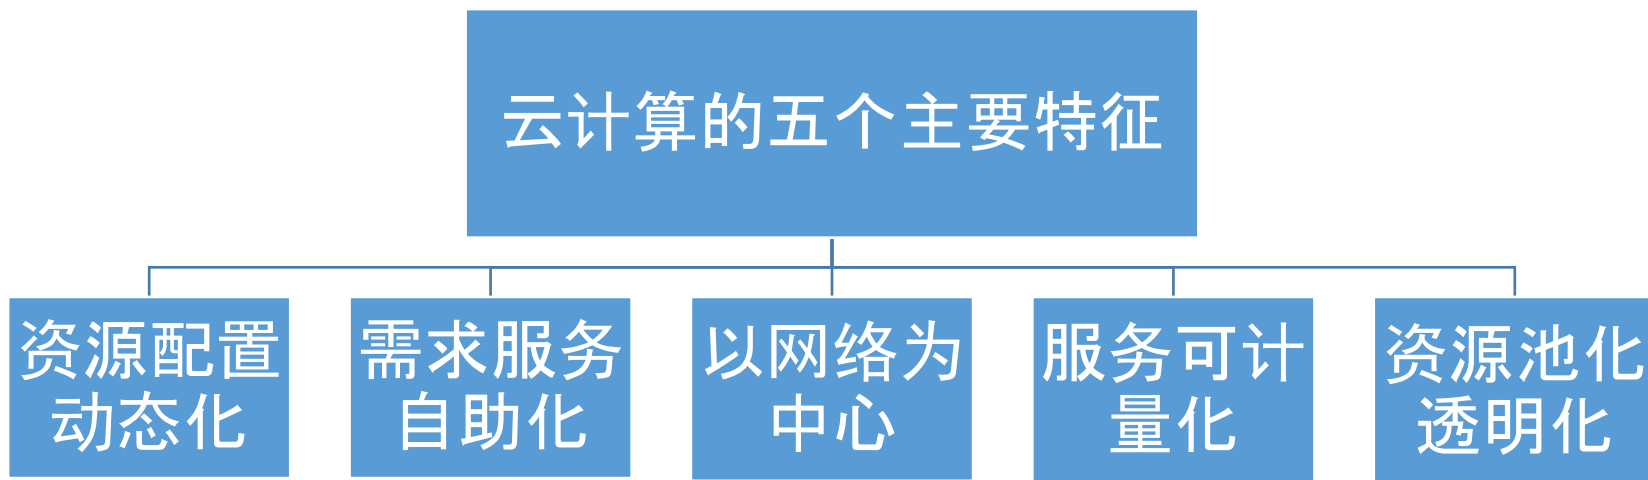 云计算的五个主要特征
资源配置
动态化
需求服务
自助化
以网络为
中心
服务可计
量化
资源池化
透明化